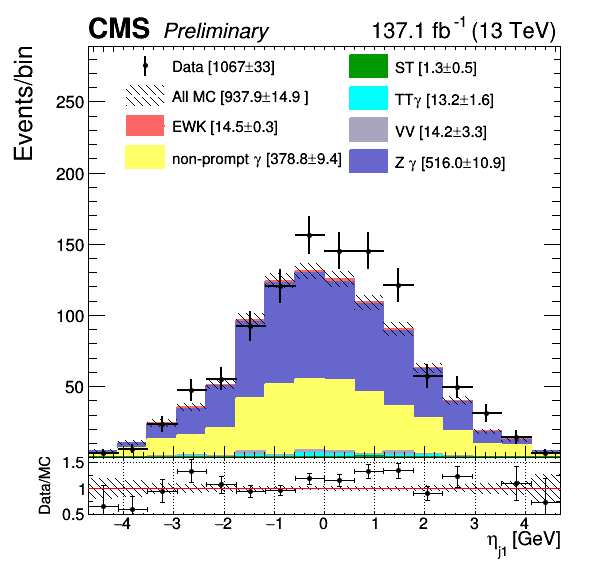 CMS Preliminary 137.1 fb⁻¹ (13 TeV)
Events/bin
Data [1067±33]
All MC [937.9±14.9 ]
EWK [14.5±0.3]
non-prompt γ [378.8±9.4]
ST [1.3±0.5]
TTγ [13.2±1.6]
VV [14.2±3.3]
Z γ [516.0±10.9]
250
200
150
100
50
Data/MC
1.5
1
0.5
−4 −3 −2 −1 0 1 2 3 4
η_j1 [GeV]